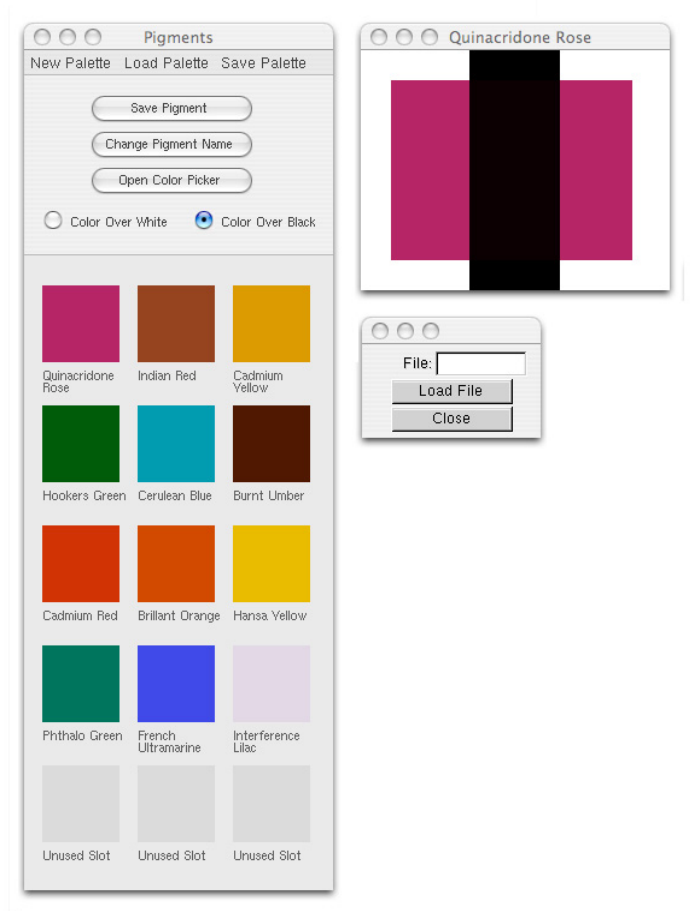 Pigments
New Palette Load Palette Save Palette
Save Pigment
Change Pigment Name
Open Color Picker
Color Over White Color Over Black
Quinacridone
Rose
Indian Red
Cadmium
Yellow
Hookers Green
Cerulean Blue
Burnt Umber
Cadmium Red
Brillant Orange
Hansa Yellow
Phthalo Green
French
Ultramarine
Interference
Lilac
Unused Slot
Unused Slot
Unused Slot
Quinacridone Rose
File:
Load File
Close